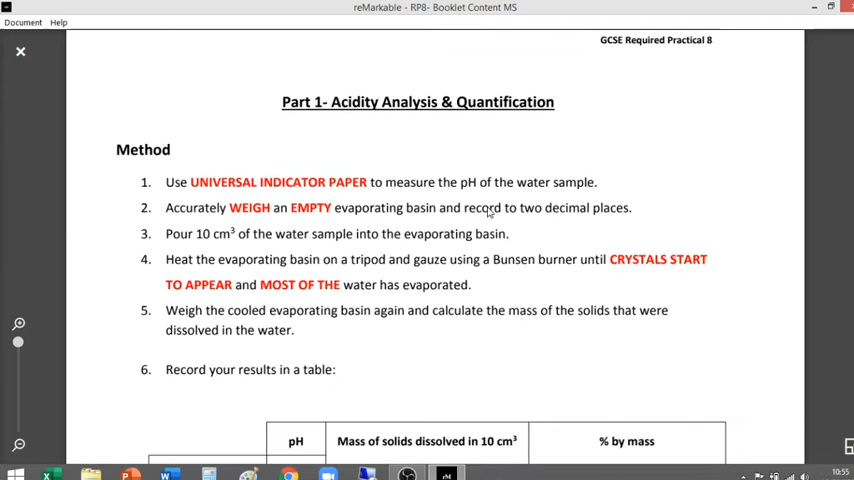 reMarkable - RP8- Booklet Content MS
Document Help
GCSE Required Practical 8
Part 1- Acidity Analysis & Quantification
Method
1. Use UNIVERSAL INDICATOR PAPER to measure the pH of the water sample.
2. Accurately WEIGH an EMPTY evaporating basin and record to two decimal places.
3. Pour 10 cm³ of the water sample into the evaporating basin.
4. Heat the evaporating basin on a tripod and gauze using a Bunsen burner until CRYSTALS START
TO APPEAR and MOST OF THE water has evaporated.
5. Weigh the cooled evaporating basin again and calculate the mass of the solids that were
dissolved in the water.
6. Record your results in a table:
pH Mass of solids dissolved in 10 cm³ % by mass
rM
10:55